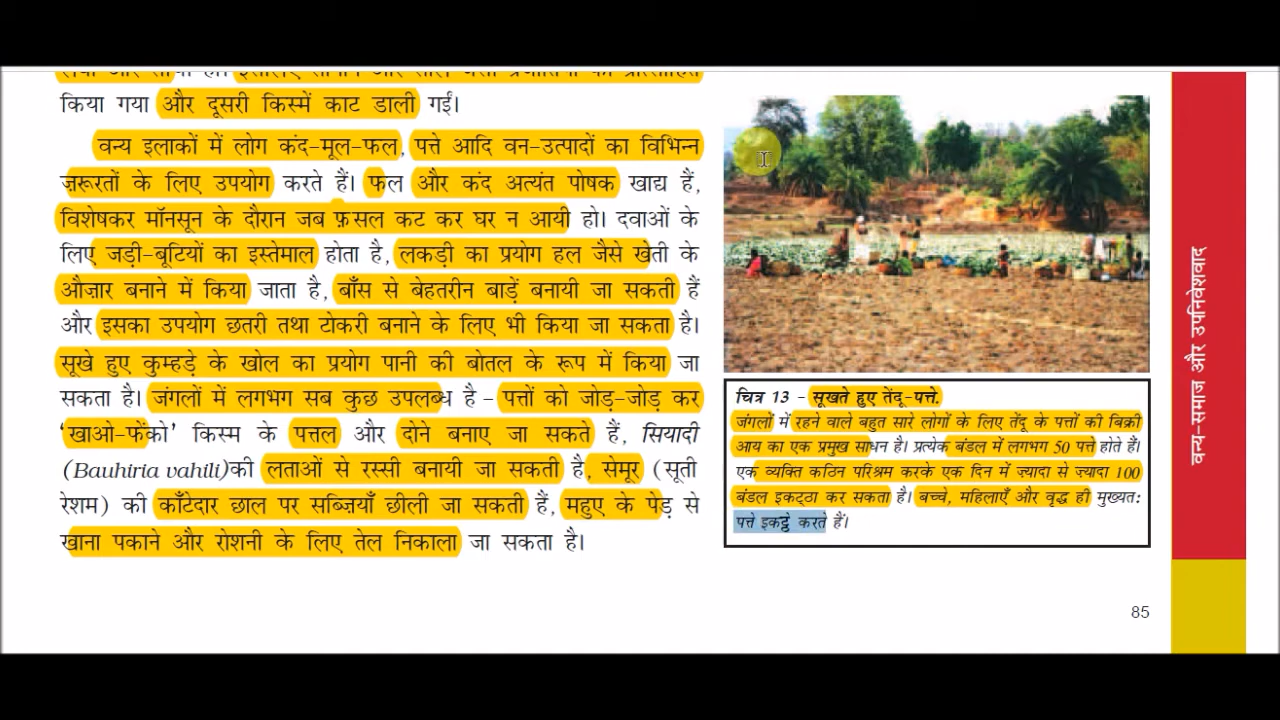 किया गया और दूसरी किस्में काट डाली गईं।
वन्य इलाकों में लोग कंद-मूल-फल, पत्ते आदि वन-उत्पादों का विभिन्न
ज़रूरतों के लिए उपयोग करते हैं। फल और कंद अत्यंत पोषक खाद्य हैं,
विशेषकर मॉनसून के दौरान जब फ़सल कट कर घर न आयी हो। दवाओं के
लिए जड़ी-बूटियों का इस्तेमाल होता है, लकड़ी का प्रयोग हल जैसे खेती के
औज़ार बनाने में किया जाता है, बाँस से बेहतरीन बाड़ें बनायी जा सकती हैं
और इसका उपयोग छतरी तथा टोकरी बनाने के लिए भी किया जा सकता है।
सूखे हुए कुम्हड़े के खोल का प्रयोग पानी की बोतल के रूप में किया जा
सकता है। जंगलों में लगभग सब कुछ उपलब्ध है - पत्तों को जोड़-जोड़ कर
'खाओ-फेंको' किस्म के पत्तल और दोने बनाए जा सकते हैं, सियादी
(Bauhiria vahili)की लताओं से रस्सी बनायी जा सकती है, सेमूर (सूती
रेशम) की काँटेदार छाल पर सब्ज़ियाँ छीली जा सकती हैं, महुए के पेड़ से
खाना पकाने और रोशनी के लिए तेल निकाला जा सकता है।
चित्र 13 - सूखते हुए तेंदू-पत्ते.
जंगलों में रहने वाले बहुत सारे लोगों के लिए तेंदू के पत्तों की बिक्री
आय का एक प्रमुख साधन है। प्रत्येक बंडल में लगभग 50 पत्ते होते हैं।
एक व्यक्ति कठिन परिश्रम करके एक दिन में ज्यादा से ज्यादा 100
बंडल इकट्ठा कर सकता है। बच्चे, महिलाएँ और वृद्ध ही मुख्यत:
पत्ते इकट्ठे करते हैं।
वन्य-समाज और उपनिवेशवाद
85